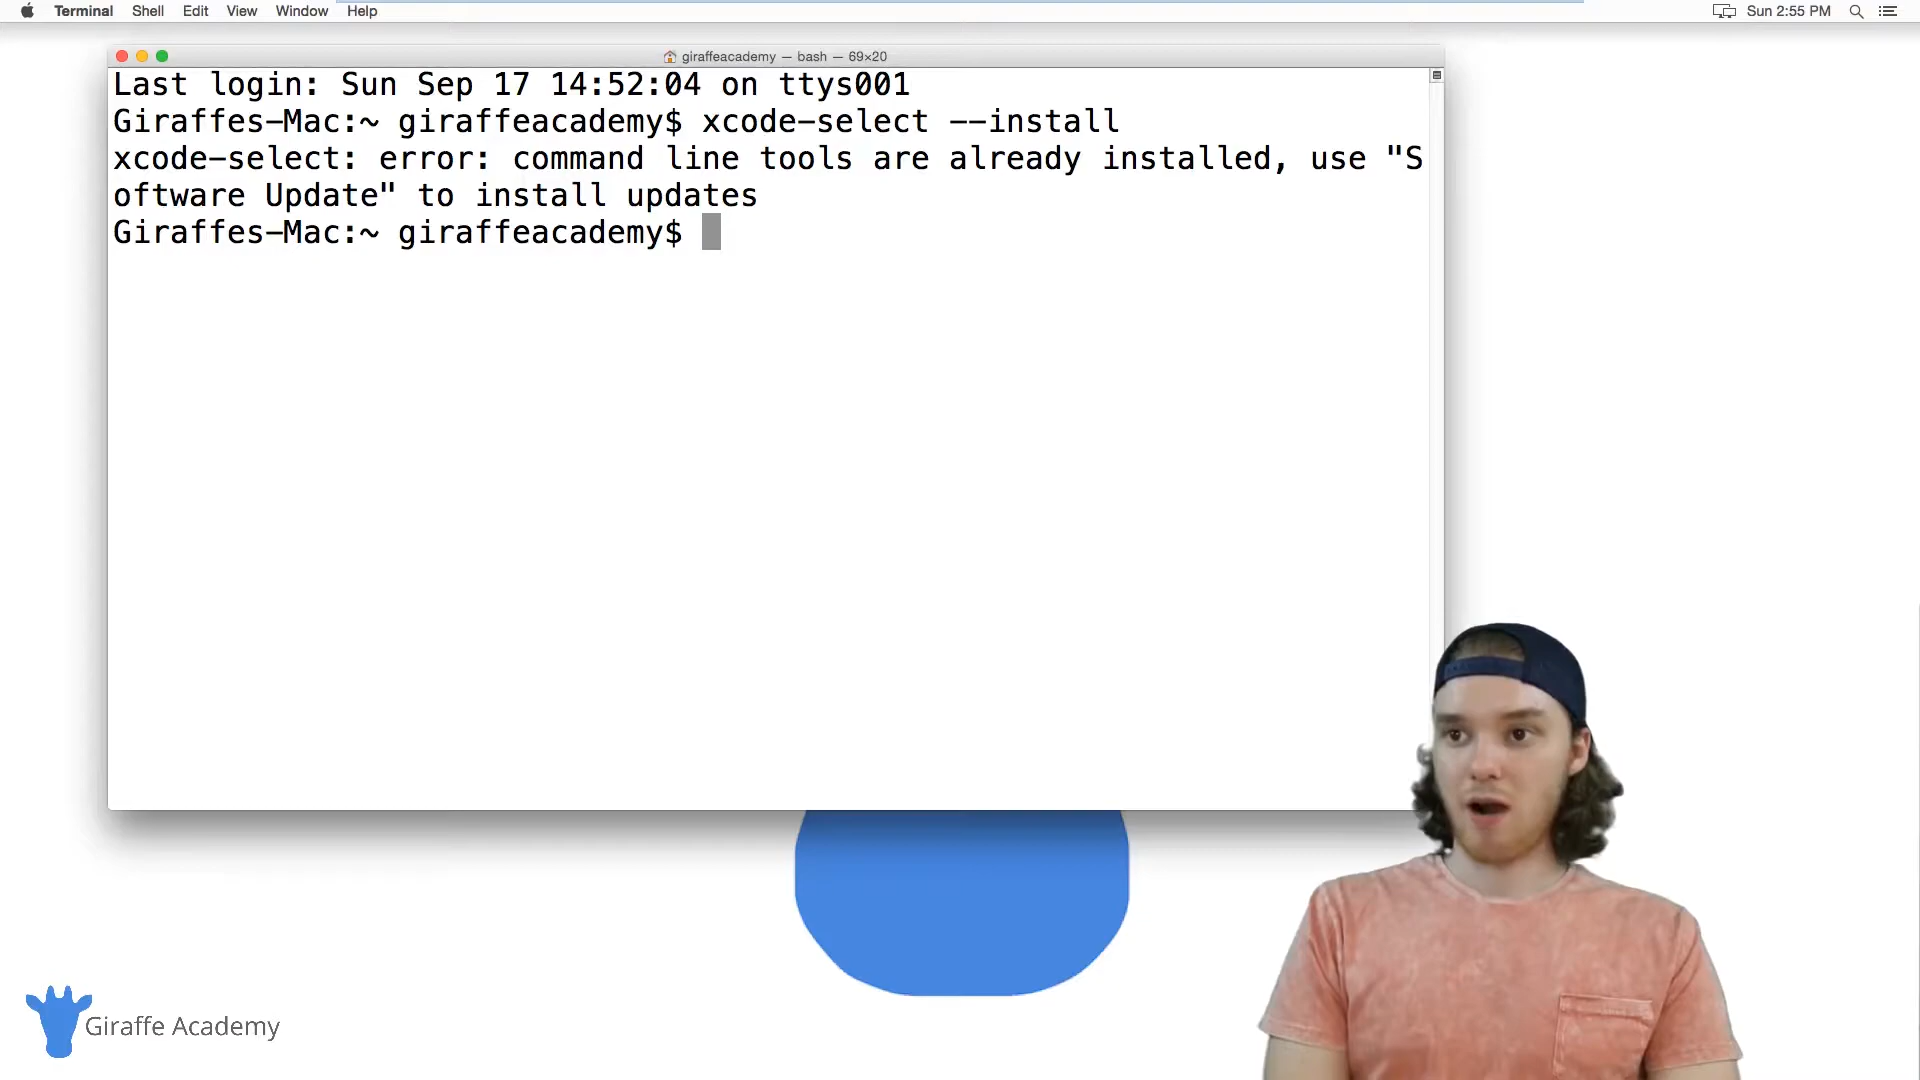 Terminal Shell Edit View Window Help Sun 2:55 PM
giraffeacademy — bash — 69×20
Last login: Sun Sep 17 14:52:04 on ttys001
Giraffes-Mac:~ giraffeacademy$ xcode-select --install
xcode-select: error: command line tools are already installed, use "S
oftware Update" to install updates
Giraffes-Mac:~ giraffeacademy$
Giraffe Academy